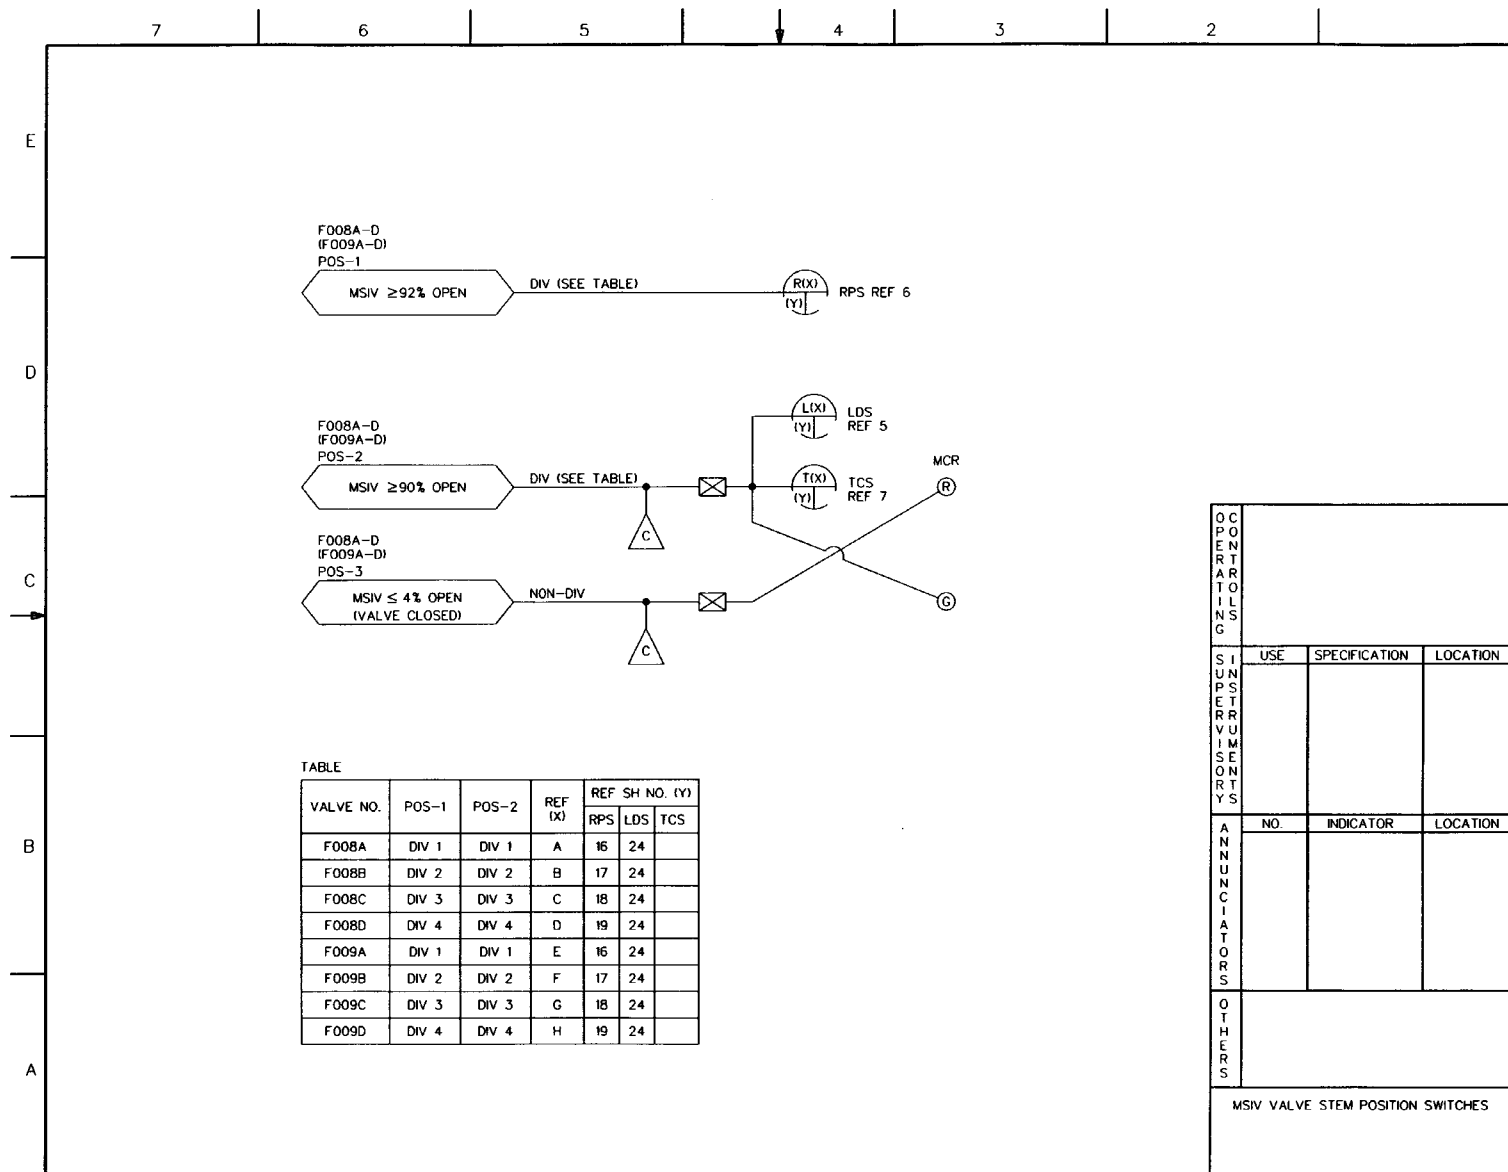 7 6 5 4 3 2
E
F008A-D
(F009A-D)
POS-1
MSIV ≥92% OPEN
DIV (SEE TABLE)
R(X)
(Y)
RPS REF 6
D
F008A-D
(F009A-D)
POS-2
MSIV ≥90% OPEN
DIV (SEE TABLE)
C
L(X)
(Y)
LDS
REF 5
T(X)
(Y)
TCS
REF 7
MCR
R
F008A-D
(F009A-D)
POS-3
C
MSIV ≤ 4% OPEN
(VALVE CLOSED)
NON-DIV
C
G
OPERATING
CONTROLS
SUPERVISORY
INSTRUMENTS
USE SPECIFICATION LOCATION
TABLE
VALVE NO. POS-1 POS-2 REF (X) REF SH NO. (Y)
RPS LDS TCS
F008A DIV 1 DIV 1 A 16 24
F008B DIV 2 DIV 2 B 17 24
F008C DIV 3 DIV 3 C 18 24
F008D DIV 4 DIV 4 D 19 24
F009A DIV 1 DIV 1 E 16 24
F009B DIV 2 DIV 2 F 17 24
F009C DIV 3 DIV 3 G 18 24
F009D DIV 4 DIV 4 H 19 24
B
ANNUNCIATORS
NO. INDICATOR LOCATION
OTHERS
A
MSIV VALVE STEM POSITION SWITCHES